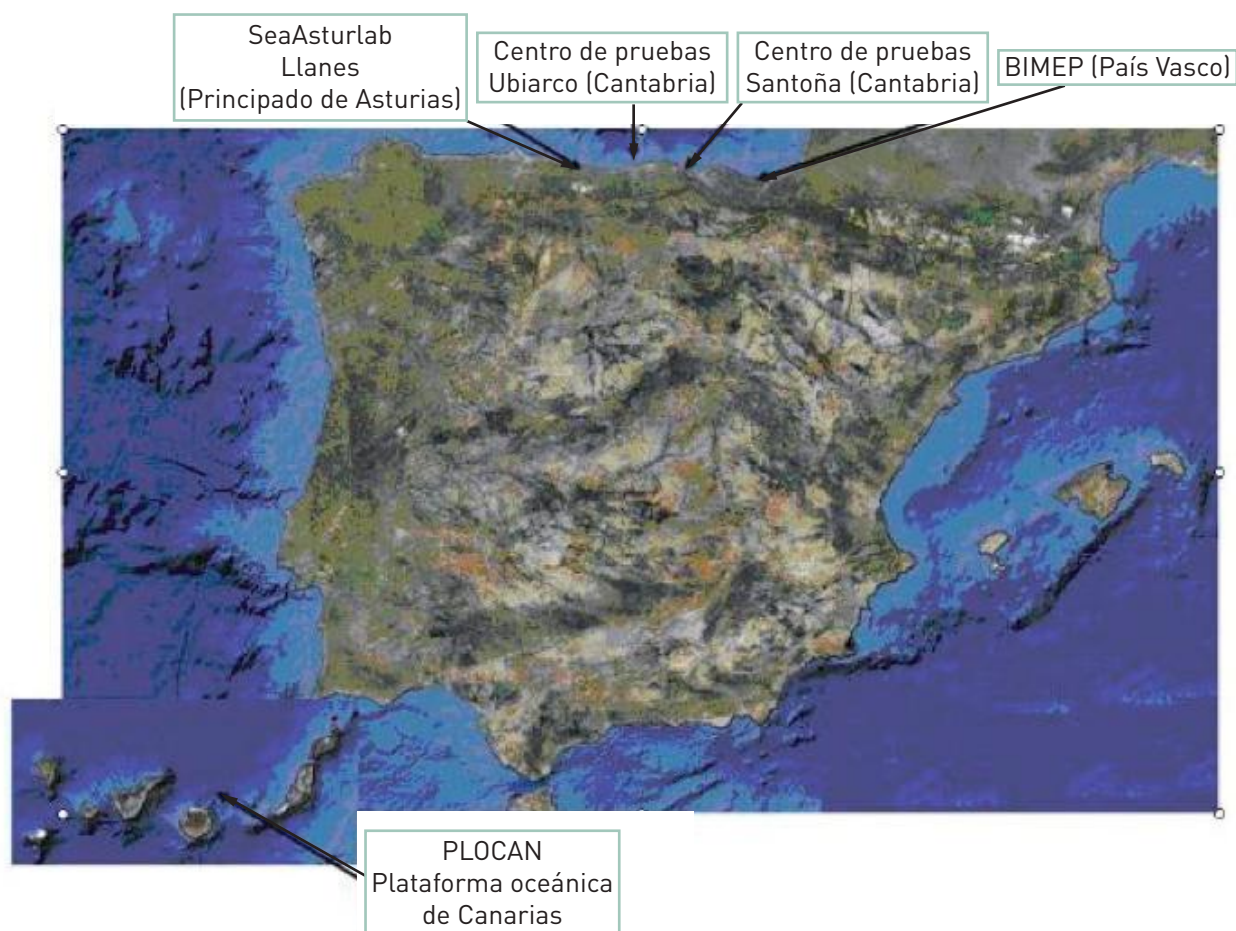 SeaAsturlab
Llanes
(Principado de Asturias)
Centro de pruebas
Ubiarco (Cantabria)
Centro de pruebas
Santoña (Cantabria)
BIMEP (País Vasco)
PLOCAN
Plataforma oceánica
de Canarias